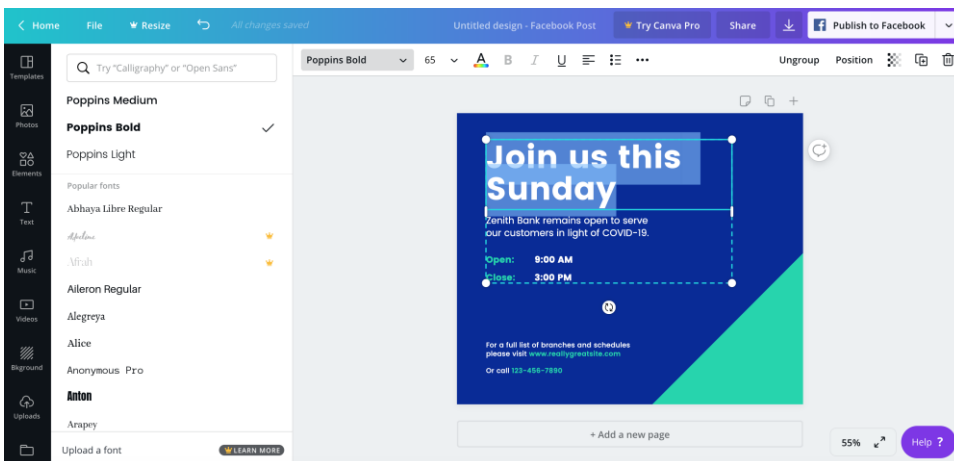 Home File Resize All changes saved Untitled design - Facebook Post Try Canva Pro Share Publish to Facebook
Templates
Photos
Elements
Text
Music
Videos
Bkground
Uploads
Try "Calligraphy" or "Open Sans"
Poppins Medium
Poppins Bold
Poppins Light
Popular fonts
Abhaya Libre Regular
Afrah
Aileron Regular
Alegreya
Alice
Anonymous Pro
Anton
Arapey
Upload a font LEARN MORE
Poppins Bold 65 A B I U Ungroup Position
Join us this
Sunday
Zenith Bank remains open to serve
our customers in light of COVID-19.
Open: 9:00 AM
Close: 3:00 PM
For a full list of branches and schedules
please visit www.reallygreatsite.com
Or call 123-456-7890
+ Add a new page
55% Help ?